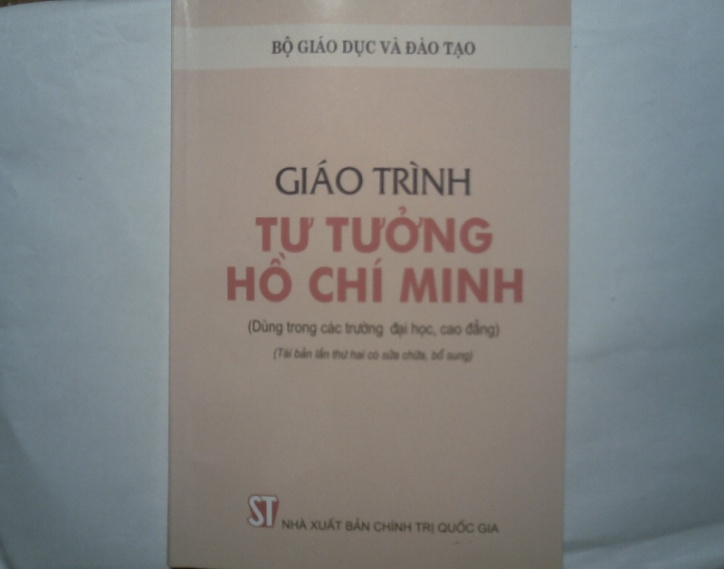 BỘ GIÁO DỤC VÀ ĐÀO TẠO
GIÁO TRÌNH
TƯ TƯỞNG
HỒ CHÍ MINH
(Dùng trong các trường đại học, cao đẳng)
(Tái bản lần thứ hai có sửa chữa, bổ sung)
ST NHÀ XUẤT BẢN CHÍNH TRỊ QUỐC GIA